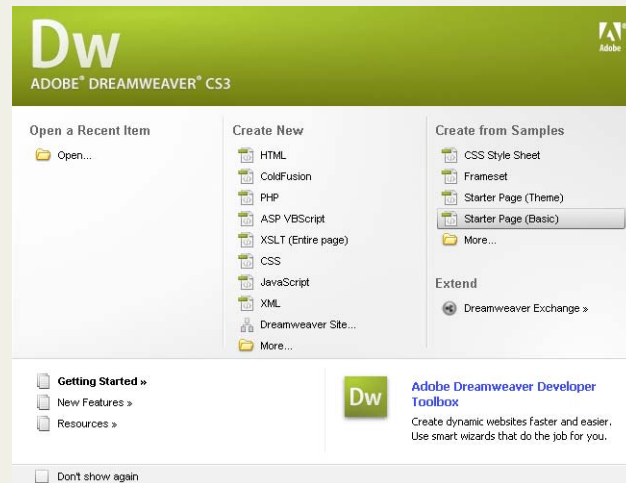 Dw
Adobe
ADOBE® DREAMWEAVER® CS3
Open a Recent Item
Open...
Create New
HTML
ColdFusion
PHP
ASP VBScript
XSLT (Entire page)
CSS
JavaScript
XML
Dreamweaver Site...
More...
Create from Samples
CSS Style Sheet
Frameset
Starter Page (Theme)
Starter Page (Basic)
More...
Extend
Dreamweaver Exchange »
Getting Started »
New Features »
Resources »
Dw
Adobe Dreamweaver Developer
Toolbox
Create dynamic websites faster and easier.
Use smart wizards that do the job for you.
Don't show again